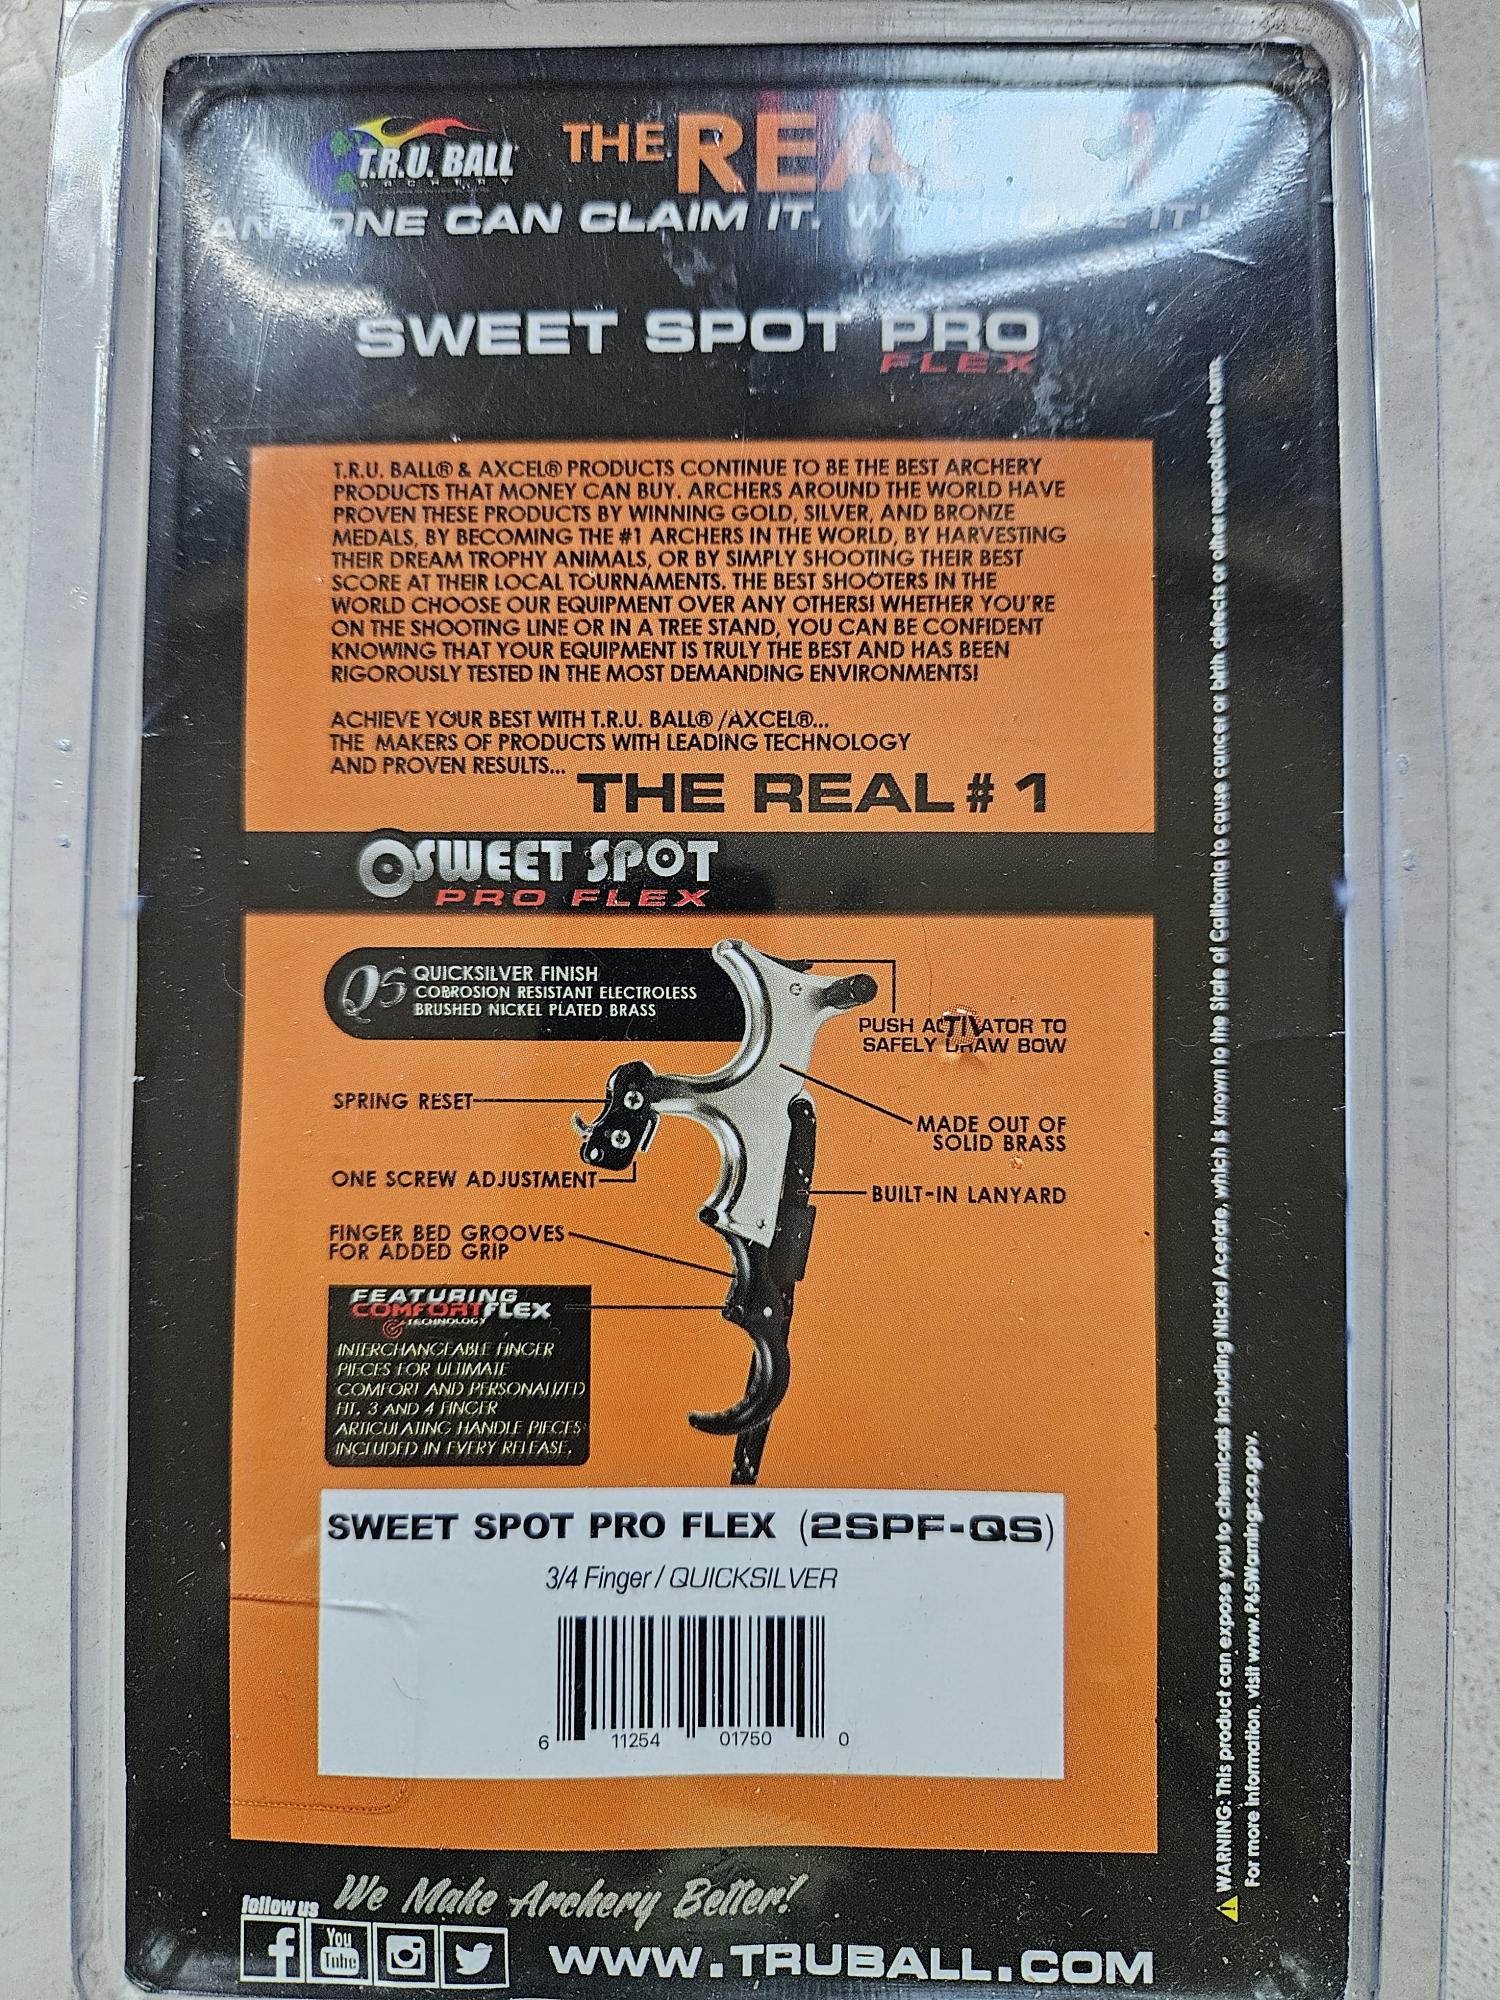 T.R.U. BALL
ARCHERY
THE REAL
ANYONE CAN CLAIM IT. WE PROVE IT!
SWEET SPOT PRO
FLEX
T.R.U. BALL® & AXCEL® PRODUCTS CONTINUE TO BE THE BEST ARCHERY
PRODUCTS THAT MONEY CAN BUY. ARCHERS AROUND THE WORLD HAVE
PROVEN THESE PRODUCTS BY WINNING GOLD, SILVER, AND BRONZE
MEDALS, BY BECOMING THE #1 ARCHERS IN THE WORLD, BY HARVESTING
THEIR DREAM TROPHY ANIMALS, OR BY SIMPLY SHOOTING THEIR BEST
SCORE AT THEIR LOCAL TOURNAMENTS. THE BEST SHOOTERS IN THE
WORLD CHOOSE OUR EQUIPMENT OVER ANY OTHERS! WHETHER YOU'RE
ON THE SHOOTING LINE OR IN A TREE STAND, YOU CAN BE CONFIDENT
KNOWING THAT YOUR EQUIPMENT IS TRULY THE BEST AND HAS BEEN
RIGOROUSLY TESTED IN THE MOST DEMANDING ENVIRONMENTS!
ACHIEVE YOUR BEST WITH T.R.U. BALL® /AXCEL®...
THE MAKERS OF PRODUCTS WITH LEADING TECHNOLOGY
AND PROVEN RESULTS...
THE REAL # 1
SWEET SPOT
PRO FLEX
QS
QUICKSILVER FINISH
CORROSION RESISTANT ELECTROLESS
BRUSHED NICKEL PLATED BRASS
PUSH ACTIVATOR TO
SAFELY DRAW BOW
SPRING RESET
MADE OUT OF
SOLID BRASS
ONE SCREW ADJUSTMENT
BUILT-IN LANYARD
FINGER BED GROOVES
FOR ADDED GRIP
FEATURING
COMFORTFLEX
TECHNOLOGY
INTERCHANGEABLE FINGER
PIECES FOR ULTIMATE
COMFORT AND PERSONALIZED
FIT. 3 AND 4 FINGER
ARTICULATING HANDLE PIECES
INCLUDED IN EVERY RELEASE.
SWEET SPOT PRO FLEX (2SPF-QS)
3/4 Finger / QUICKSILVER
6 11254 01750 0
WARNING: This product can expose you to chemicals including Nickel Acetate, which is known to the State of California to cause cancer or birth defects or other reproductive harm.
For more information, visit www.P65Warnings.ca.gov.
follow us
We Make Archery Better!
f
You
Tube
WWW.TRUBALL.COM